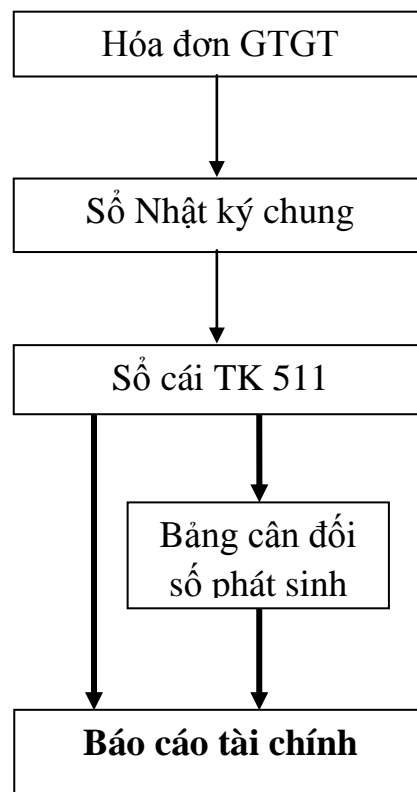 Hóa đơn GTGT
Sổ Nhật ký chung
Sổ cái TK 511
Bảng cân đối
số phát sinh
Báo cáo tài chính